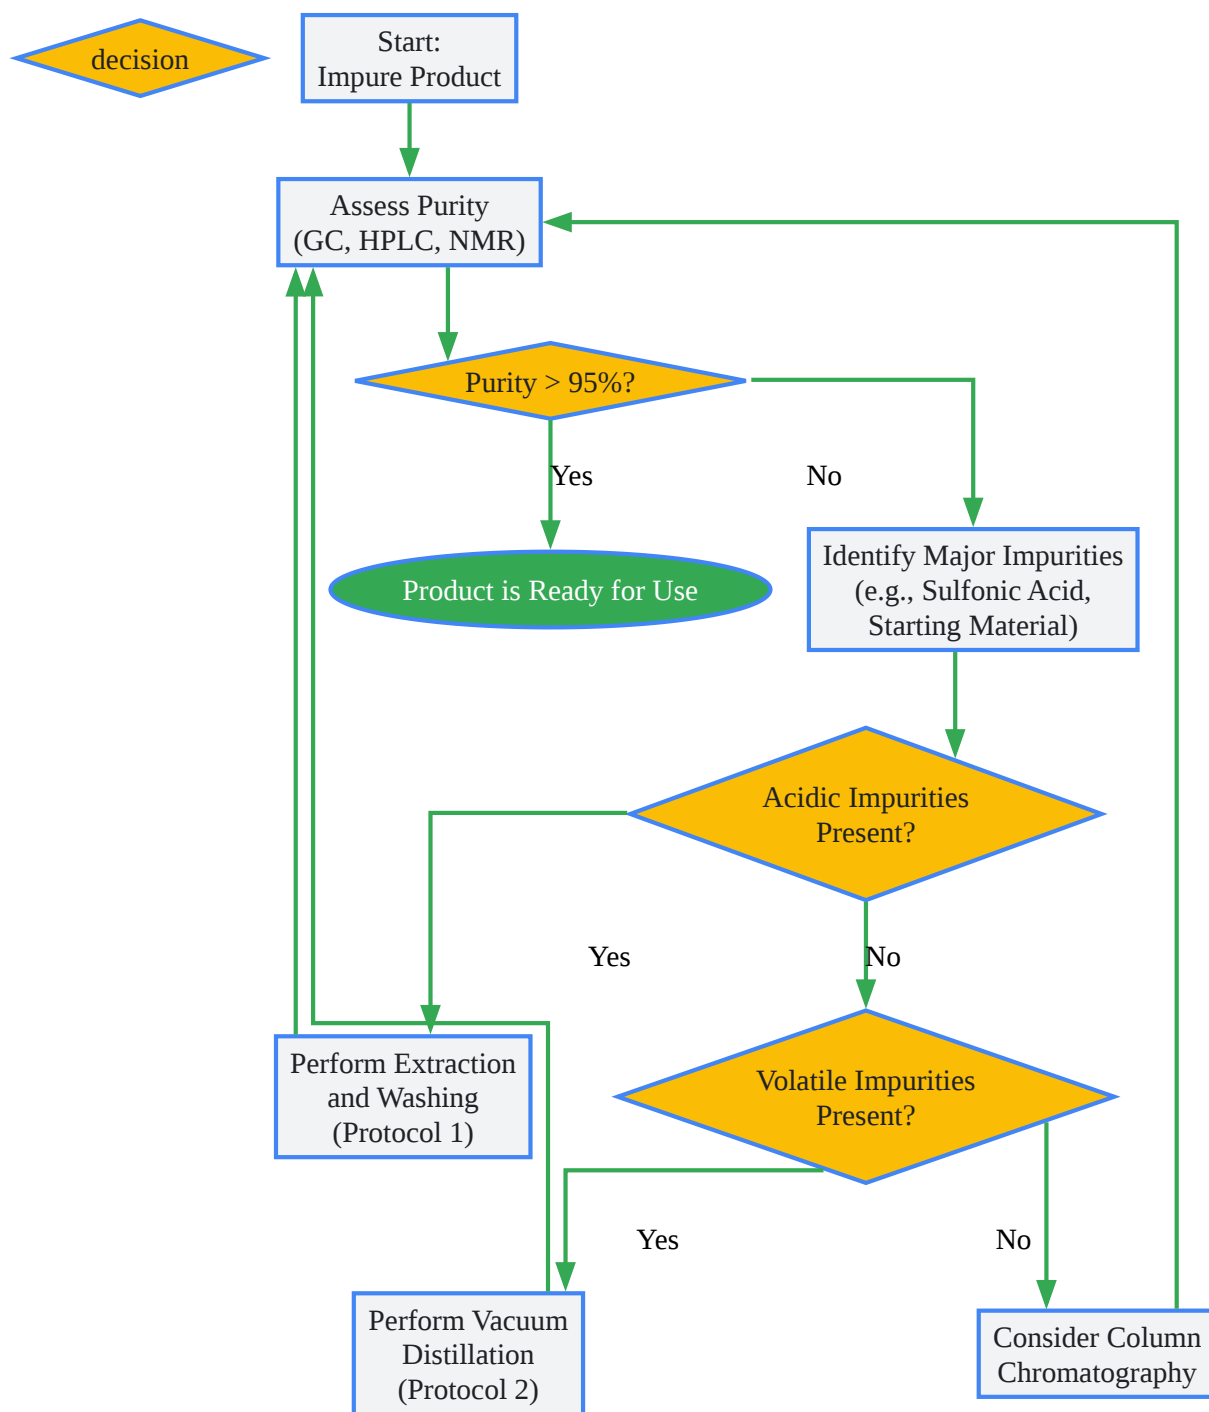 decision
Start:
Impure Product
Assess Purity
(GC, HPLC, NMR)
Purity > 95%?
Yes
No
Product is Ready for Use
Identify Major Impurities
(e.g., Sulfonic Acid,
Starting Material)
Acidic Impurities
Present?
Yes
No
Perform Extraction
and Washing
(Protocol 1)
Volatile Impurities
Present?
Yes
No
Perform Vacuum
Distillation
(Protocol 2)
Consider Column
Chromatography